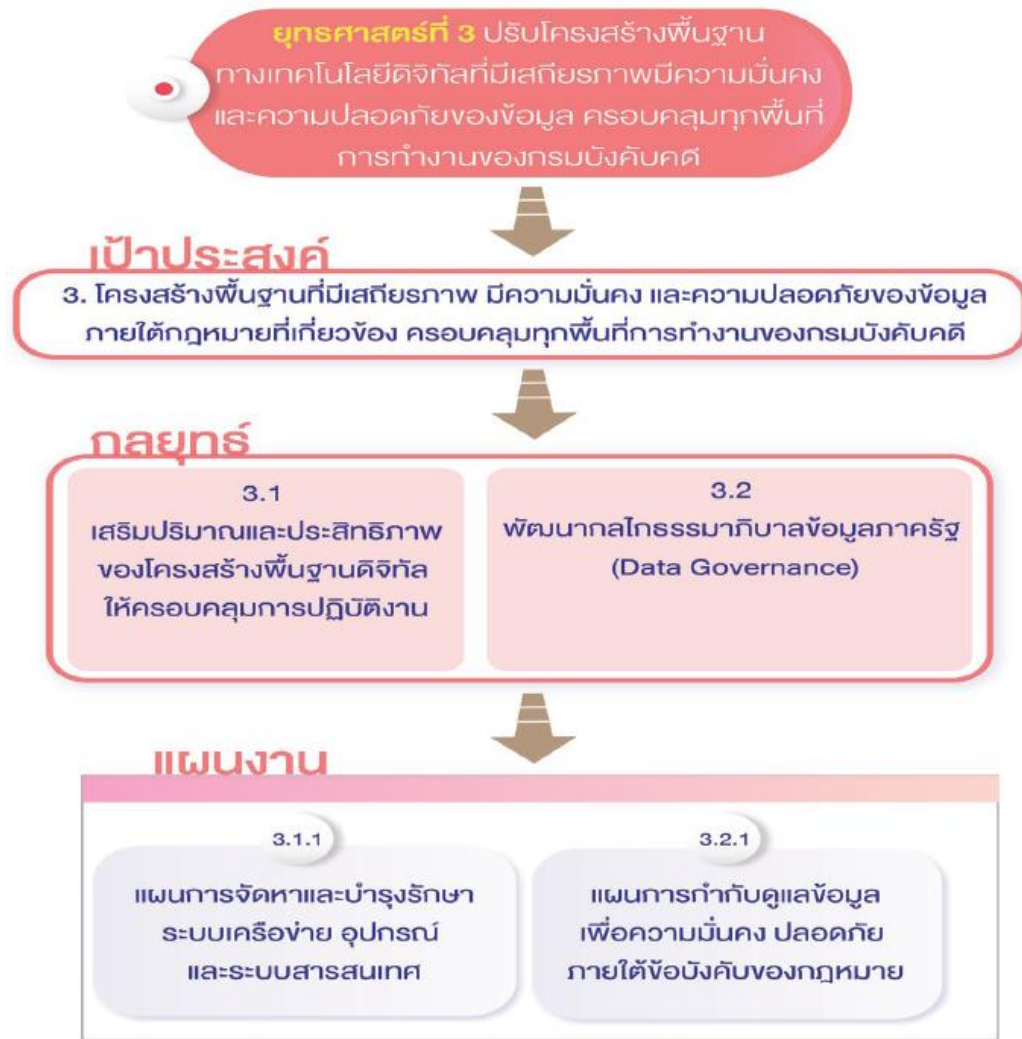 ยุทธศาสตร์ที่ 3 ปรับโครงสร้างพื้นฐาน
ทางเทคโนโลยีดิจิทัลที่มีเสถียรภาพมีความมั่นคง
และความปลอดภัยของข้อมูล ครอบคลุมทุกพื้นที่
การทำงานของกรมบังคับคดี
เป้าประสงค์
3. โครงสร้างพื้นฐานที่มีเสถียรภาพ มีความมั่นคง และความปลอดภัยของข้อมูล
ภายใต้กฎหมายที่เกี่ยวข้อง ครอบคลุมทุกพื้นที่การทำงานของกรมบังคับคดี
กลยุทธ์
3.1
เสริมปริมาณและประสิทธิภาพ
ของโครงสร้างพื้นฐานดิจิทัล
ให้ครอบคลุมการปฏิบัติงาน
3.2
พัฒนากลไกธรรมาภิบาลข้อมูลภาครัฐ
(Data Governance)
แผนงาน
3.1.1
แผนการจัดหาและบำรุงรักษา
ระบบเครือข่าย อุปกรณ์
และระบบสารสนเทศ
3.2.1
แผนการกำกับดูแลข้อมูล
เพื่อความมั่นคง ปลอดภัย
ภายใต้ข้อบังคับของกฎหมาย